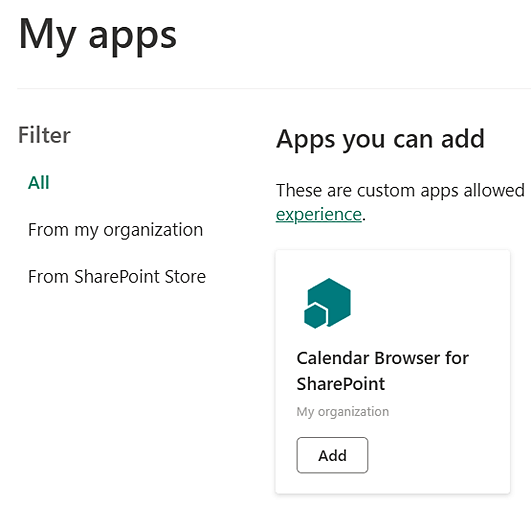 My apps
Filter
All
From my organization
From SharePoint Store
Apps you can add
These are custom apps allowed
experience.
Calendar Browser for
SharePoint
My organization
Add